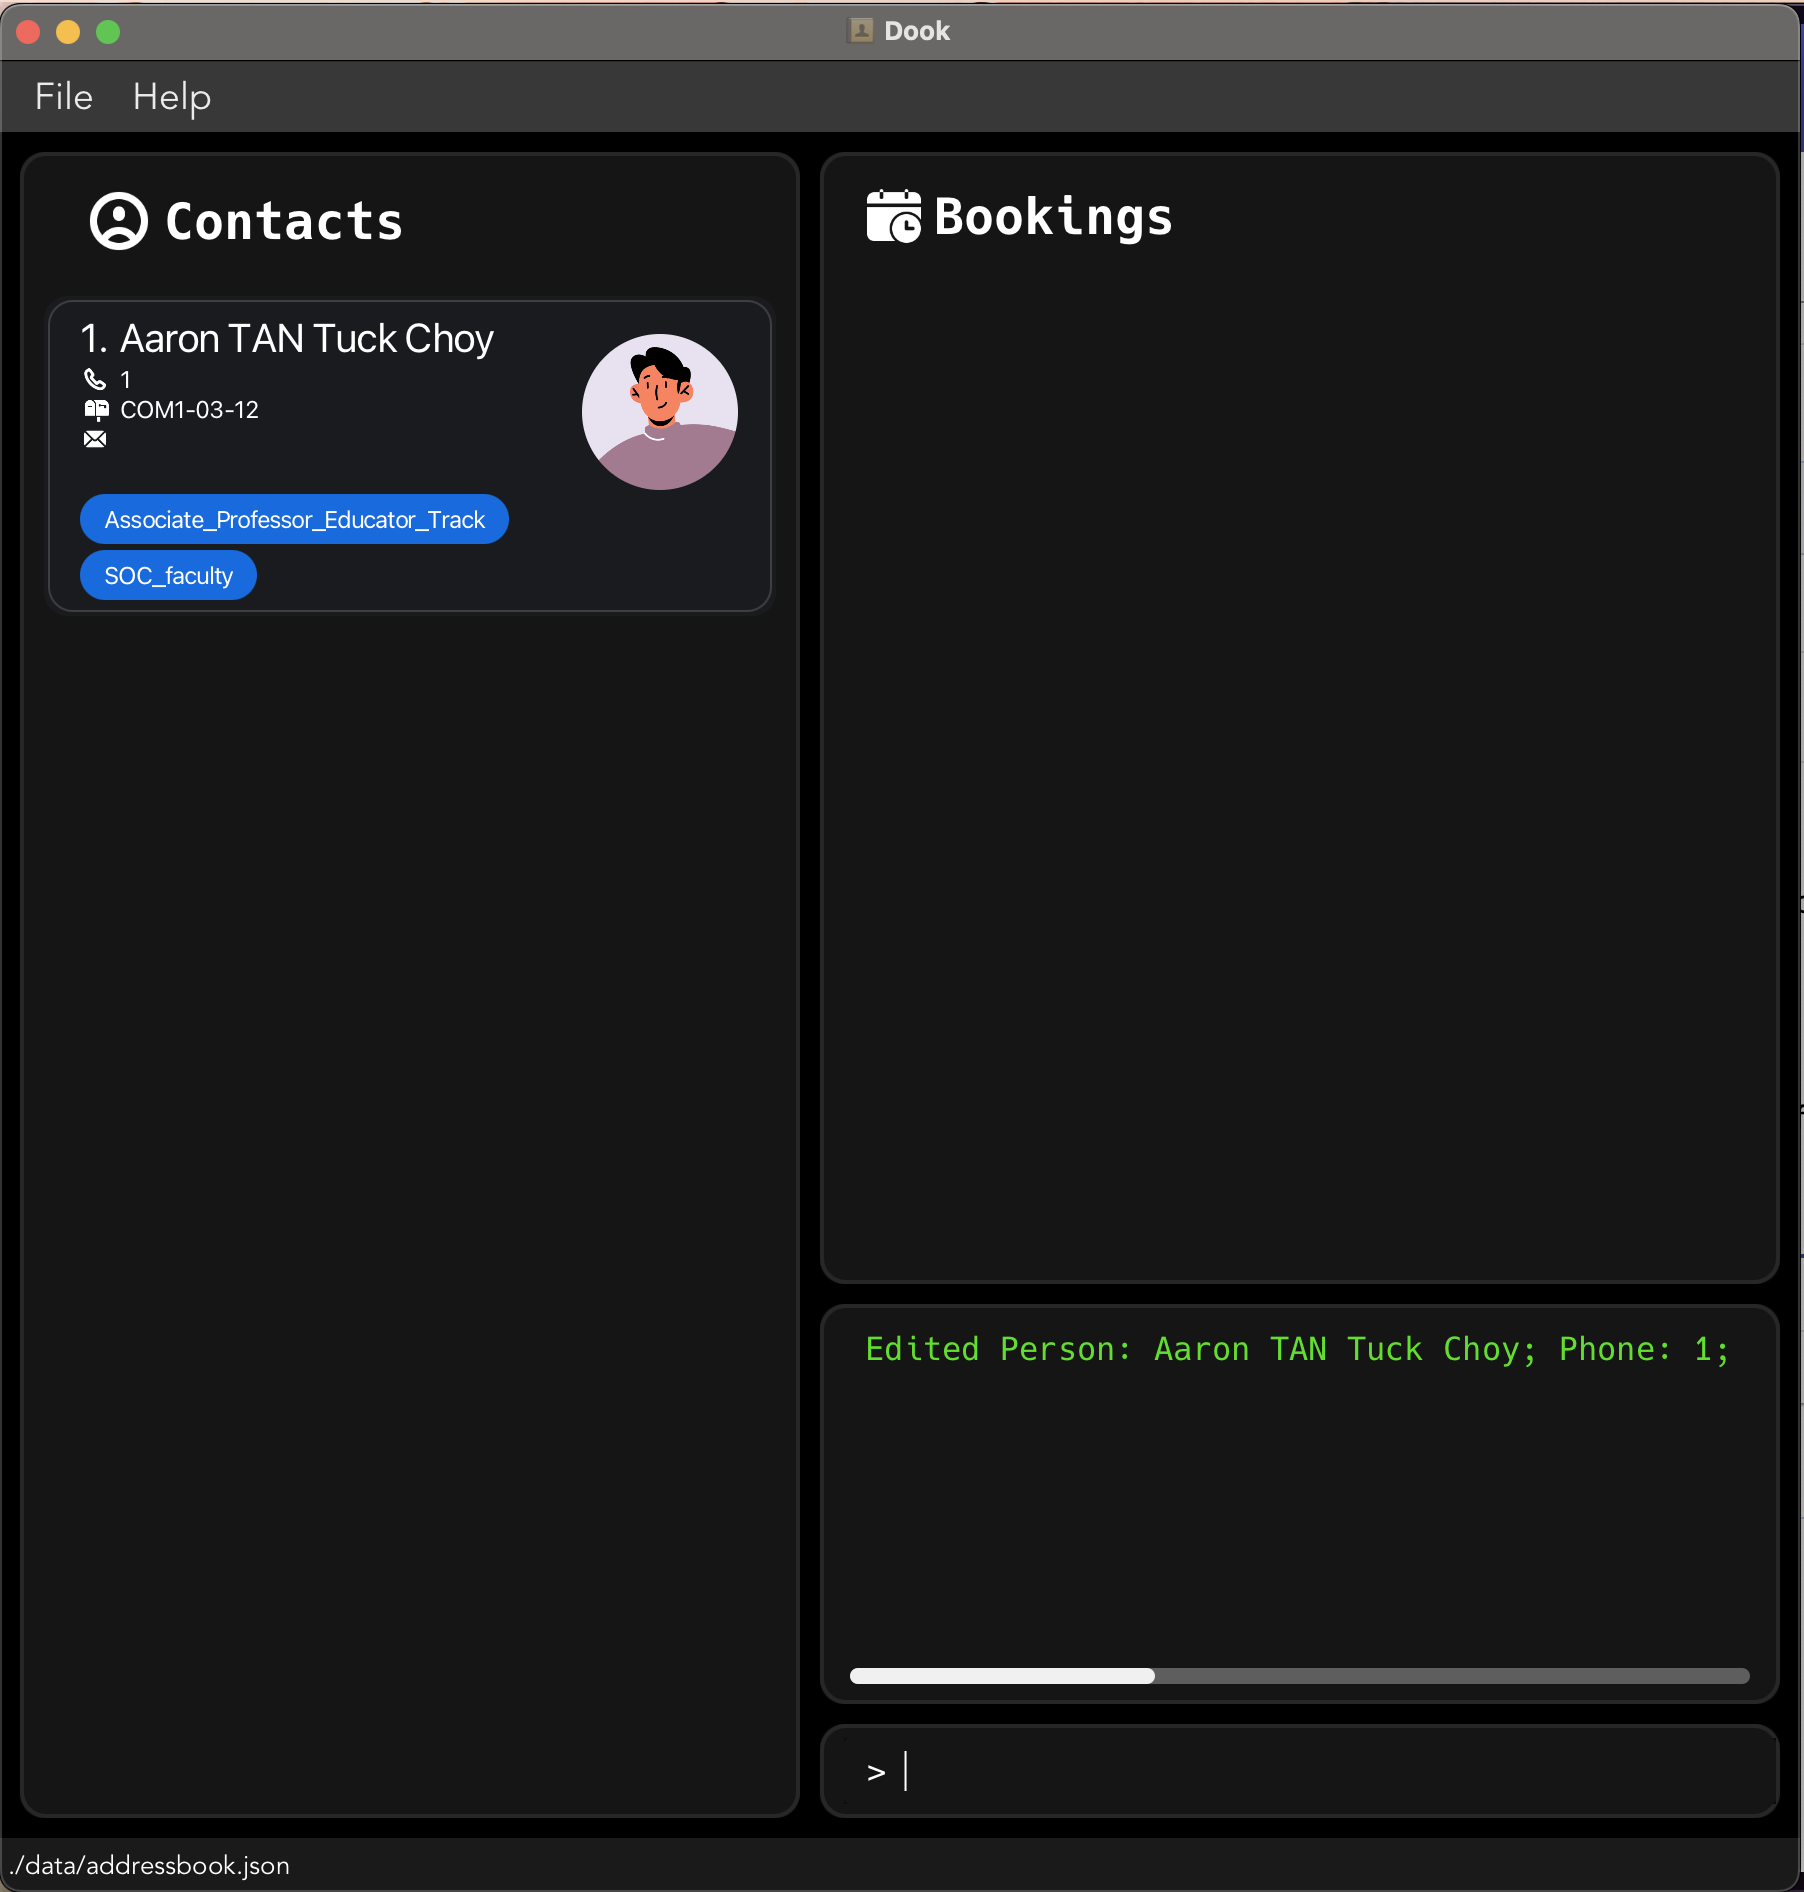 Dook
File Help
Contacts
1. Aaron TAN Tuck Choy
1
COM1-03-12
Associate_Professor_Educator_Track
SOC_faculty
Bookings
Edited Person: Aaron TAN Tuck Choy; Phone: 1;
>
./data/addressbook.json